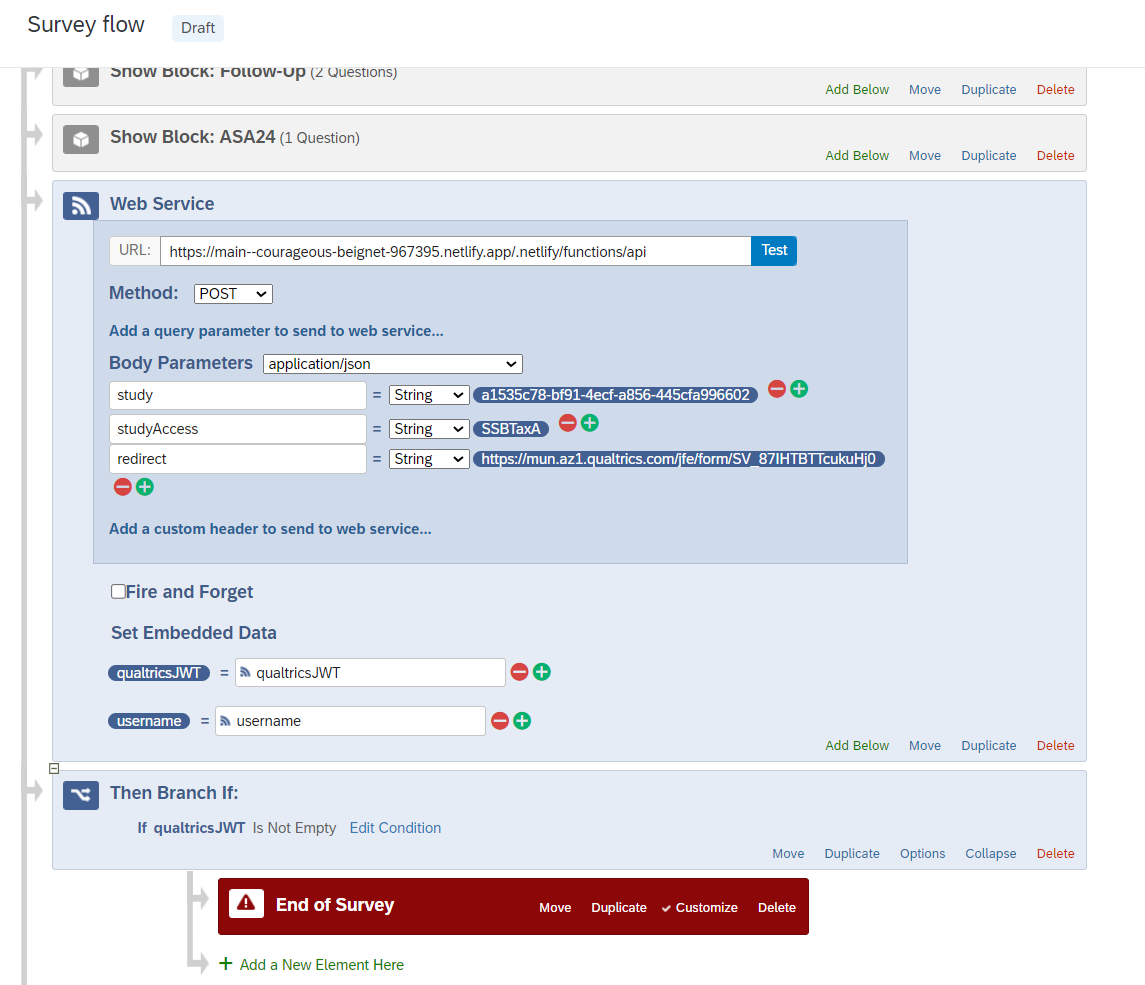 Survey flow Draft
Show Block: Follow-Up (2 Questions)
Add Below Move Duplicate Delete
Show Block: ASA24 (1 Question)
Add Below Move Duplicate Delete
Web Service
URL: https://main--courageous-beignet-967395.netlify.app/.netlify/functions/api Test
Method: POST
Add a query parameter to send to web service...
Body Parameters application/json
study = String a1535c78-bf91-4ecf-a856-445cfa996602
studyAccess = String SSBTaxA
redirect = String https://mun.az1.qualtrics.com/jfe/form/SV_87IHTBTTcukuHj0
Add a custom header to send to web service...
Fire and Forget
Set Embedded Data
qualtricsJWT = qualtricsJWT
username = username
Add Below Move Duplicate Delete
Then Branch If:
If qualtricsJWT Is Not Empty Edit Condition
Move Duplicate Options Collapse Delete
End of Survey Move Duplicate Customize Delete
+ Add a New Element Here